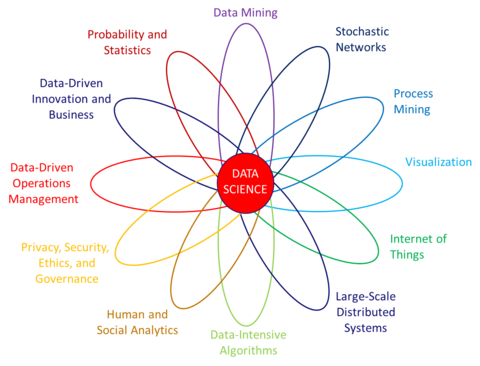 Data Mining
Stochastic
Networks
Process
Mining
Visualization
Internet of
Things
Large-Scale
Distributed
Systems
Data-Intensive
Algorithms
Human and
Social Analytics
Privacy, Security,
Ethics, and
Governance
Data-Driven
Operations
Management
Data-Driven
Innovation and
Business
Probability and
Statistics
DATA
SCIENCE